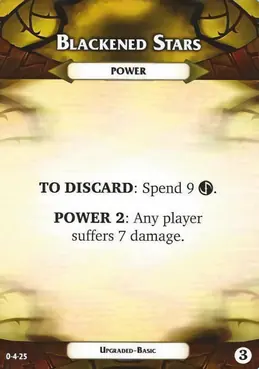 BLACKENED STARS
POWER
TO DISCARD: Spend 9 .
POWER 2: Any player
suffers 7 damage.
UPGRADED-BASIC
0-4-25
3